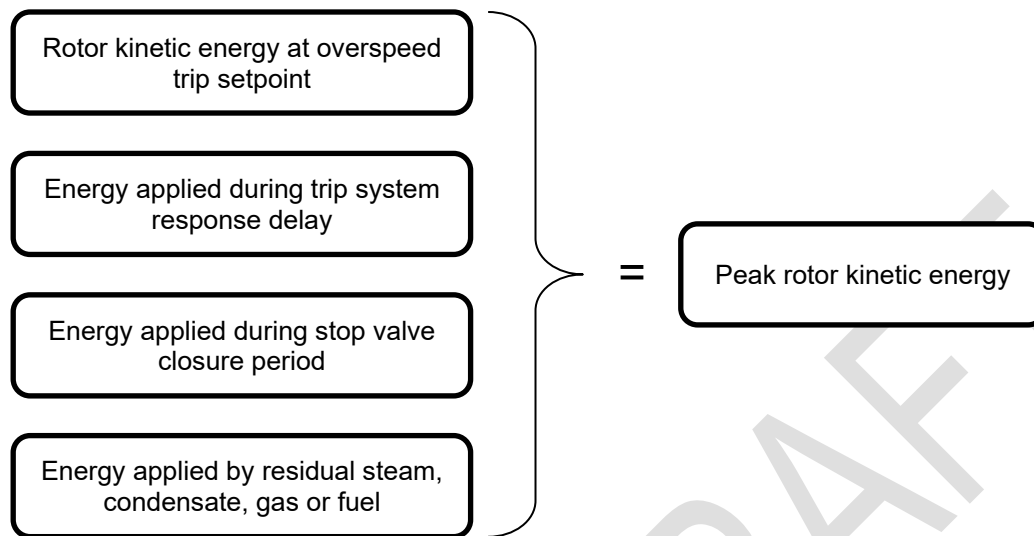 Rotor kinetic energy at overspeed
trip setpoint
Energy applied during trip system
response delay
Energy applied during stop valve
closure period
Energy applied by residual steam,
condensate, gas or fuel
=
Peak rotor kinetic energy